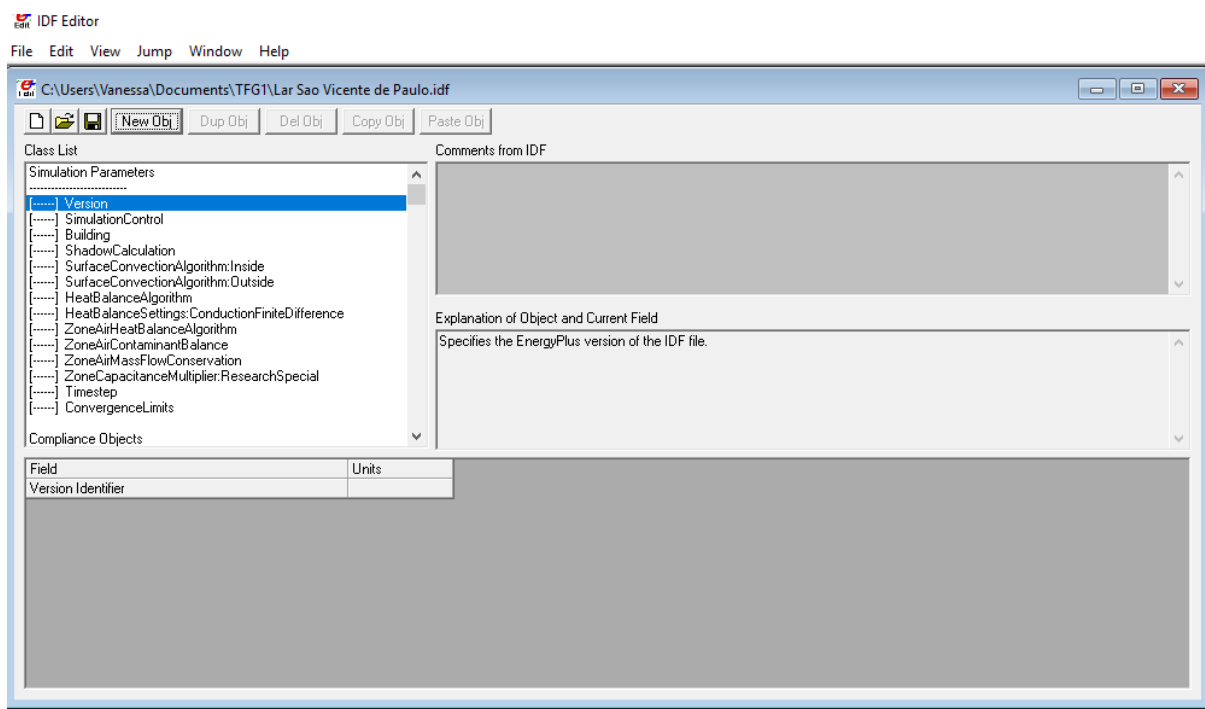 IDF Editor
File Edit View Jump Window Help
C:\Users\Vanessa\Documents\TFG1\Lar Sao Vicente de Paulo.idf
New Obj Dup Obj Del Obj Copy Obj Paste Obj
Class List
Comments from IDF
Simulation Parameters
---------------------------
[------] Version
[------] SimulationControl
[------] Building
[------] ShadowCalculation
[------] SurfaceConvectionAlgorithm:Inside
[------] SurfaceConvectionAlgorithm:Outside
[------] HeatBalanceAlgorithm
[------] HeatBalanceSettings:ConductionFiniteDifference
[------] ZoneAirHeatBalanceAlgorithm
[------] ZoneAirContaminantBalance
[------] ZoneAirMassFlowConservation
[------] ZoneCapacitanceMultiplier:ResearchSpecial
[------] Timestep
[------] ConvergenceLimits
Compliance Objects
Explanation of Object and Current Field
Specifies the EnergyPlus version of the IDF file.
Field Units
Version Identifier